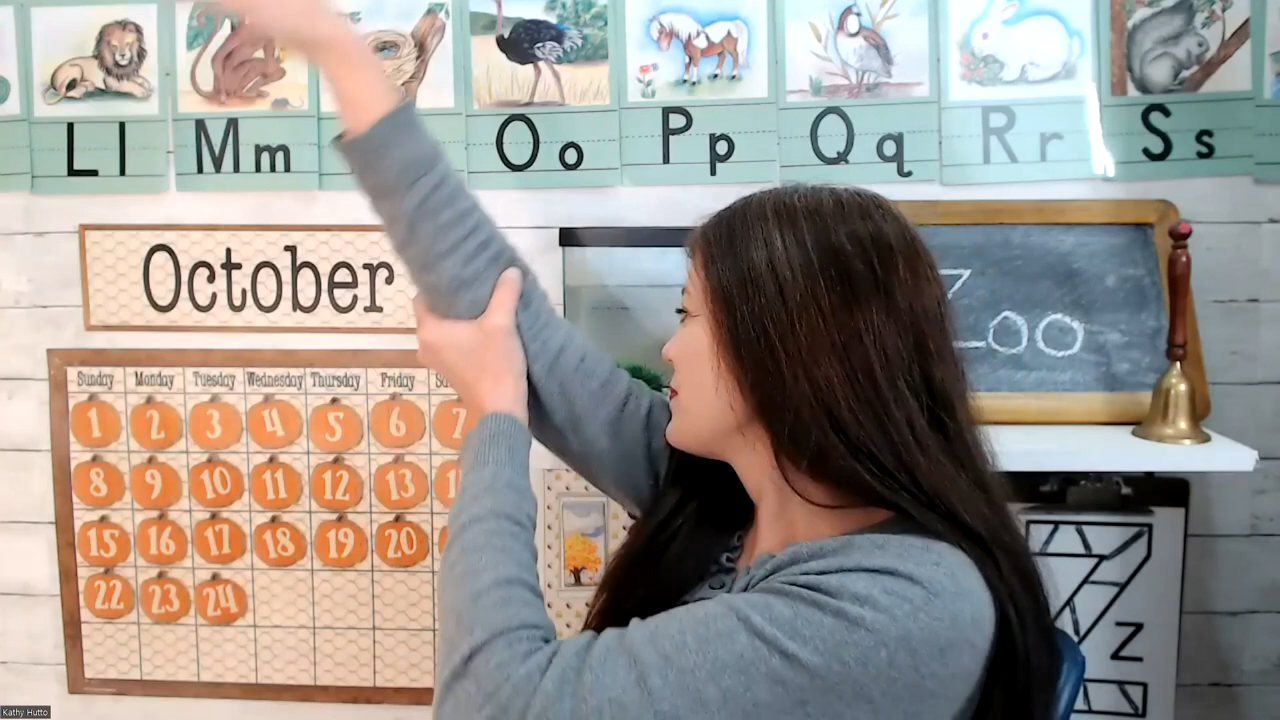 Ll Mm Oo Pp Qq Rr Ss
October
Zoo
Sunday Monday Tuesday Wednesday Thursday Friday
1 2 3 4 5 6 7
8 9 10 11 12 13
15 16 17 18 19 20
22 23 24
Z
Kathy Hutto